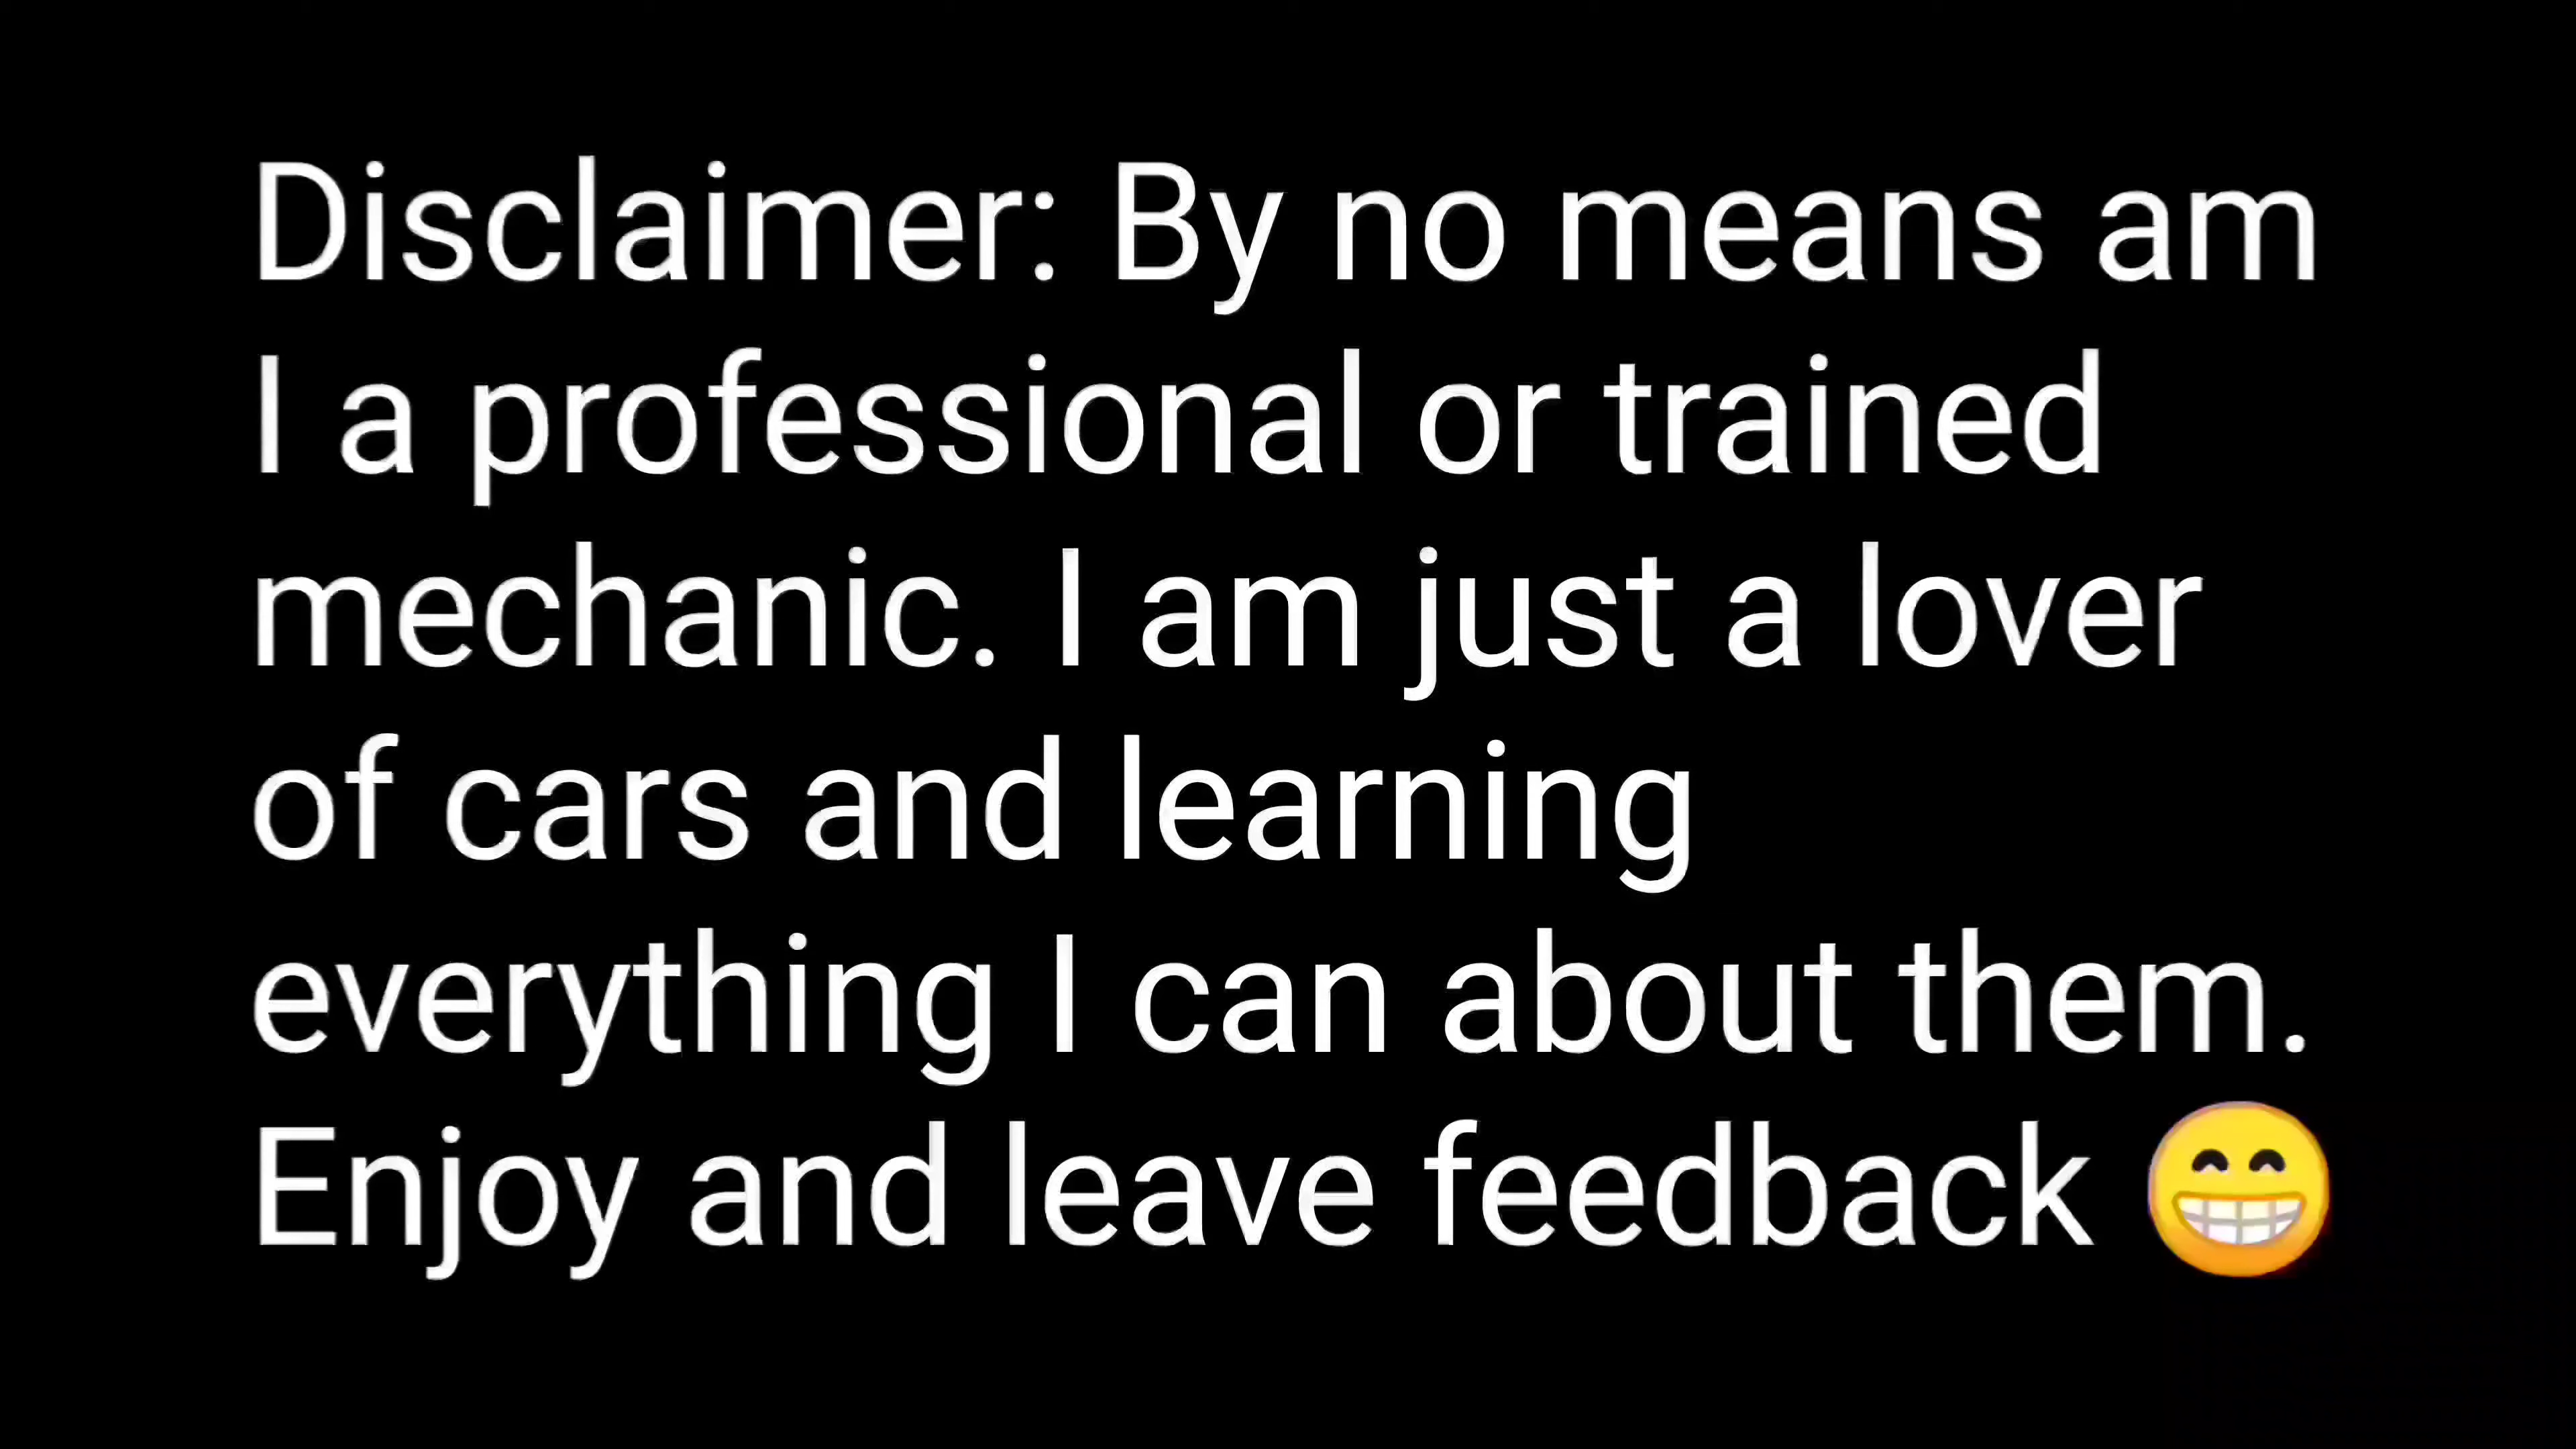 Disclaimer: By no means am
I a professional or trained
mechanic. I am just a lover
of cars and learning
everything I can about them.
Enjoy and leave feedback 😁